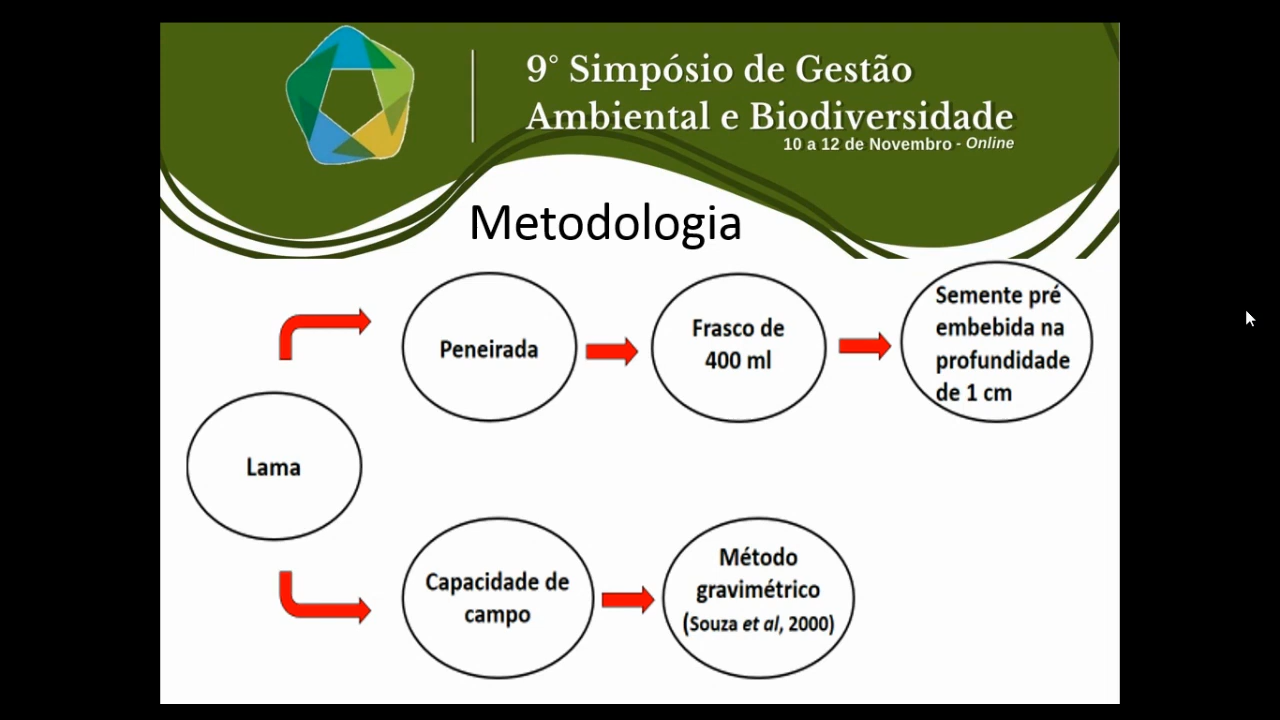 9° Simpósio de Gestão
Ambiental e Biodiversidade
10 a 12 de Novembro - Online
Metodologia
Peneirada
Frasco de
400 ml
Semente pré
embebida na
profundidade
de 1 cm
Lama
Capacidade de
campo
Método
gravimétrico
(Souza et al, 2000)